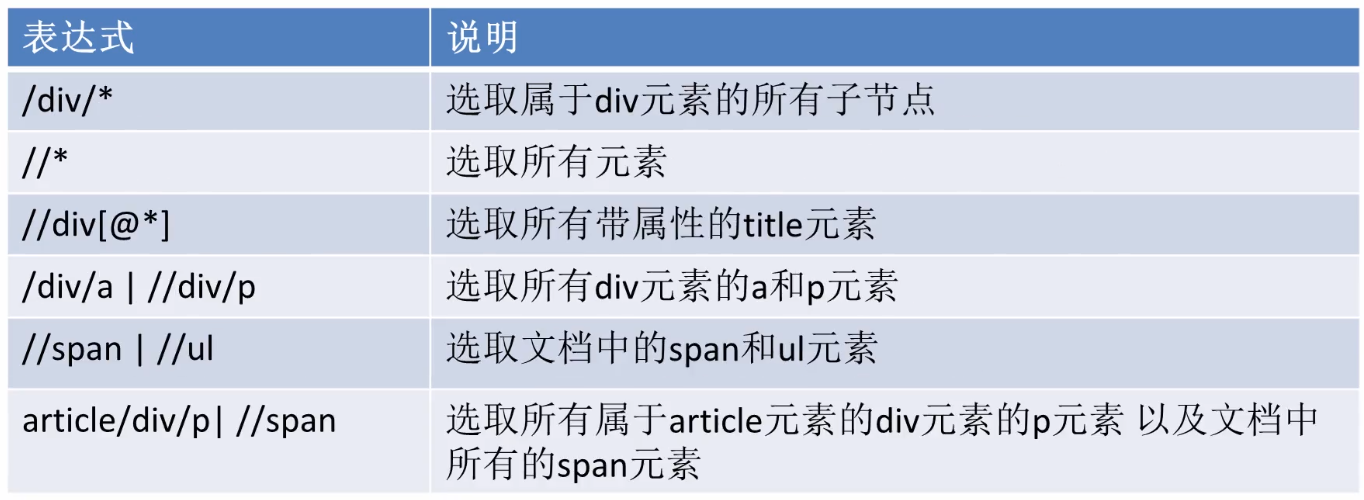 表达式 说明
/div/* 选取属于div元素的所有子节点
//* 选取所有元素
//div[@*] 选取所有带属性的title元素
/div/a | //div/p 选取所有div元素的a和p元素
//span | //ul 选取文档中的span和ul元素
article/div/p| //span 选取所有属于article元素的div元素的p元素 以及文档中
所有的span元素